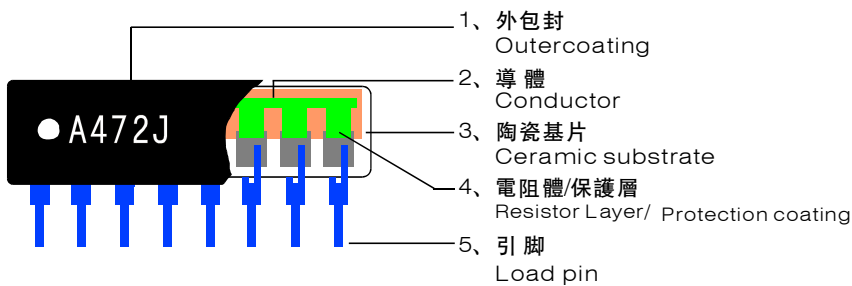 1、外包封
Outercoating
2、導體
Conductor
A472J
3、陶瓷基片
Ceramic substrate
4、電阻體/保護層
Resistor Layer/ Protection coating
5、引脚
Load pin